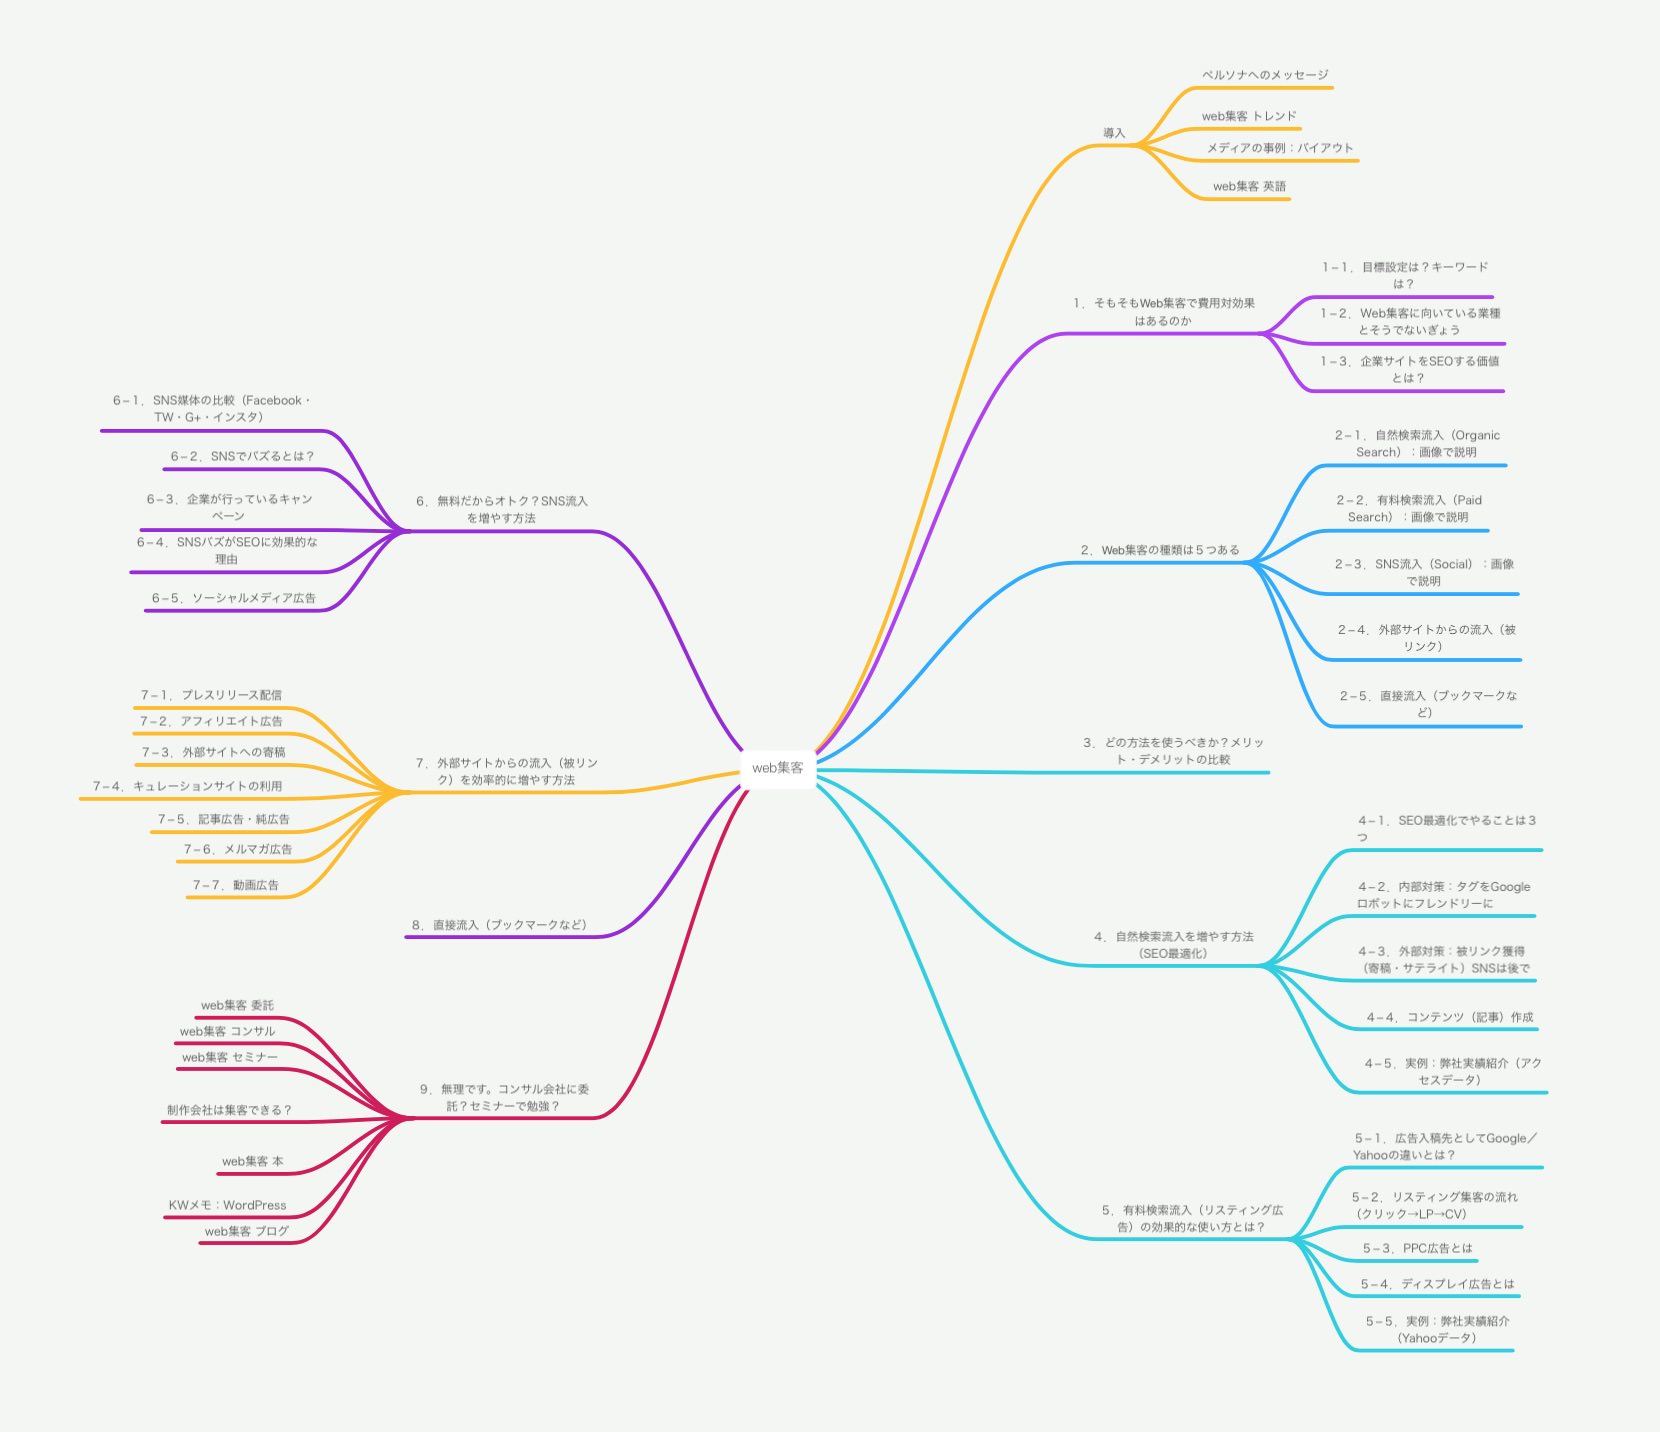 web集客
導入
ペルソナへのメッセージ
web集客 トレンド
メディアの事例：バイアウト
web集客 英語
１．そもそもWeb集客で費用対効果
はあるのか
１−１．目標設定は？キーワード
は？
１−２．Web集客に向いている業種
とそうでないぎょう
１−３．企業サイトをSEOする価値
とは？
２．Web集客の種類は５つある
２−１．自然検索流入（Organic
Search）：画像で説明
２−２．有料検索流入（Paid
Search）：画像で説明
２−３．SNS流入（Social）：画像
で説明
２−４．外部サイトからの流入（被
リンク）
２−５．直接流入（ブックマークな
ど）
３．どの方法を使うべきか？メリッ
ト・デメリットの比較
４．自然検索流入を増やす方法
（SEO最適化）
４−１．SEO最適化でやることは３
つ
４−２．内部対策：タグをGoogle
ロボットにフレンドリーに
４−３．外部対策：被リンク獲得
（寄稿・サテライト）SNSは後で
４−４．コンテンツ（記事）作成
４−５．実例：弊社実績紹介（アク
セスデータ）
５．有料検索流入（リスティング広
告）の効果的な使い方とは？
５−１．広告入稿先としてGoogle／
Yahooの違いとは？
５−２．リスティング集客の流れ
（クリック→LP→CV）
５−３．PPC広告とは
５−４．ディスプレイ広告とは
５−５．実例：弊社実績紹介
（Yahooデータ）
６．無料だからオトク？SNS流入
を増やす方法
６−１．SNS媒体の比較（Facebook・
TW・G+・インスタ）
６−２．SNSでバズるとは？
６−３．企業が行っているキャン
ペーン
６−４．SNSバズがSEOに効果的な
理由
６−５．ソーシャルメディア広告
７．外部サイトからの流入（被リン
ク）を効率的に増やす方法
７−１．プレスリリース配信
７−２．アフィリエイト広告
７−３．外部サイトへの寄稿
７−４．キュレーションサイトの利用
７−５．記事広告・純広告
７−６．メルマガ広告
７−７．動画広告
８．直接流入（ブックマークなど）
９．無理です。コンサル会社に委
託？セミナーで勉強？
web集客 委託
web集客 コンサル
web集客 セミナー
制作会社は集客できる？
web集客 本
KWメモ：WordPress
web集客 ブログ